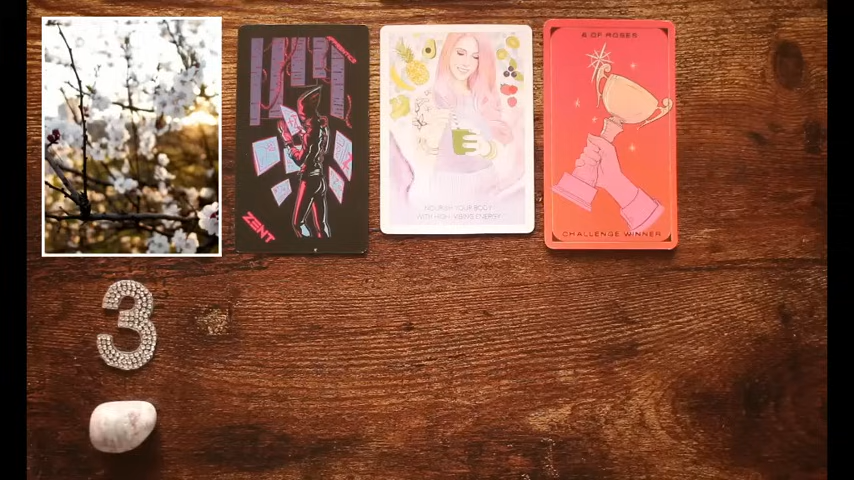 ZENT
NOURISH YOUR BODY
WITH HIGH-VIBING ENERGY
6 OF ROSES
CHALLENGE WINNER
3